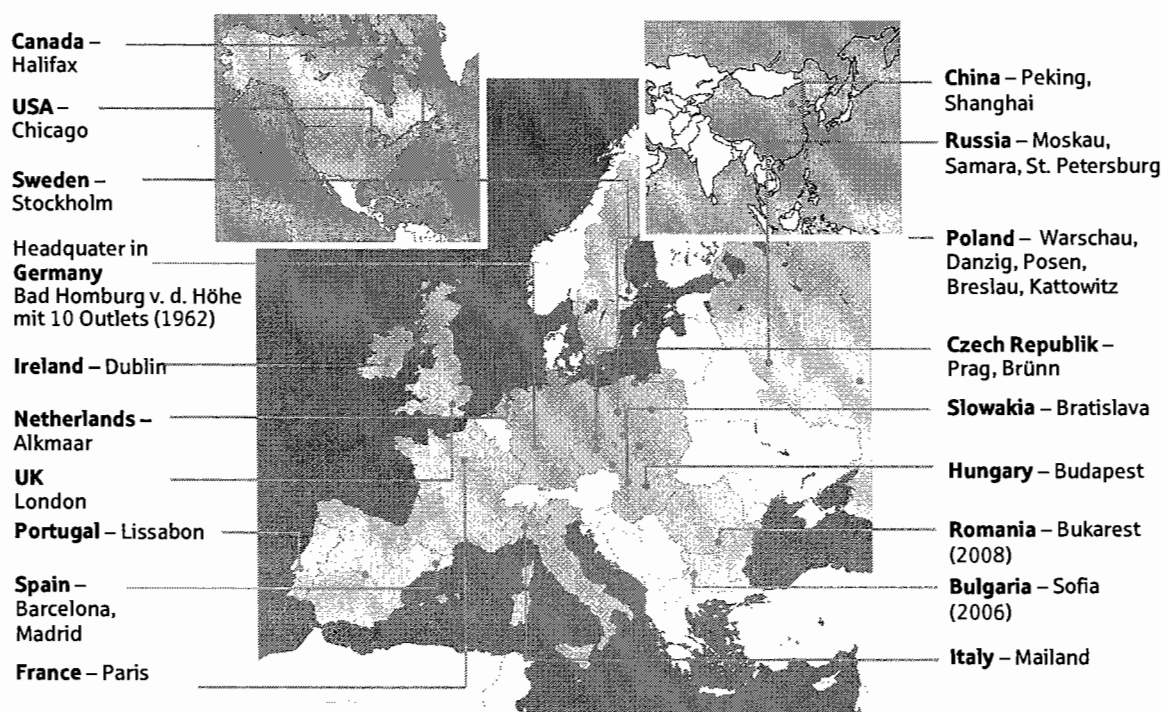 Canada –
Halifax
USA –
Chicago
Sweden –
Stockholm
Headquater in
Germany
Bad Homburg v. d. Höhe
mit 10 Outlets (1962)
Ireland – Dublin
Netherlands –
Alkmaar
UK
London
Portugal – Lissabon
Spain –
Barcelona,
Madrid
France – Paris
China – Peking,
Shanghai
Russia – Moskau,
Samara, St. Petersburg
Poland – Warschau,
Danzig, Posen,
Breslau, Kattowitz
Czech Republik –
Prag, Brünn
Slowakia – Bratislava
Hungary – Budapest
Romania – Bukarest
(2008)
Bulgaria – Sofia
(2006)
Italy – Mailand